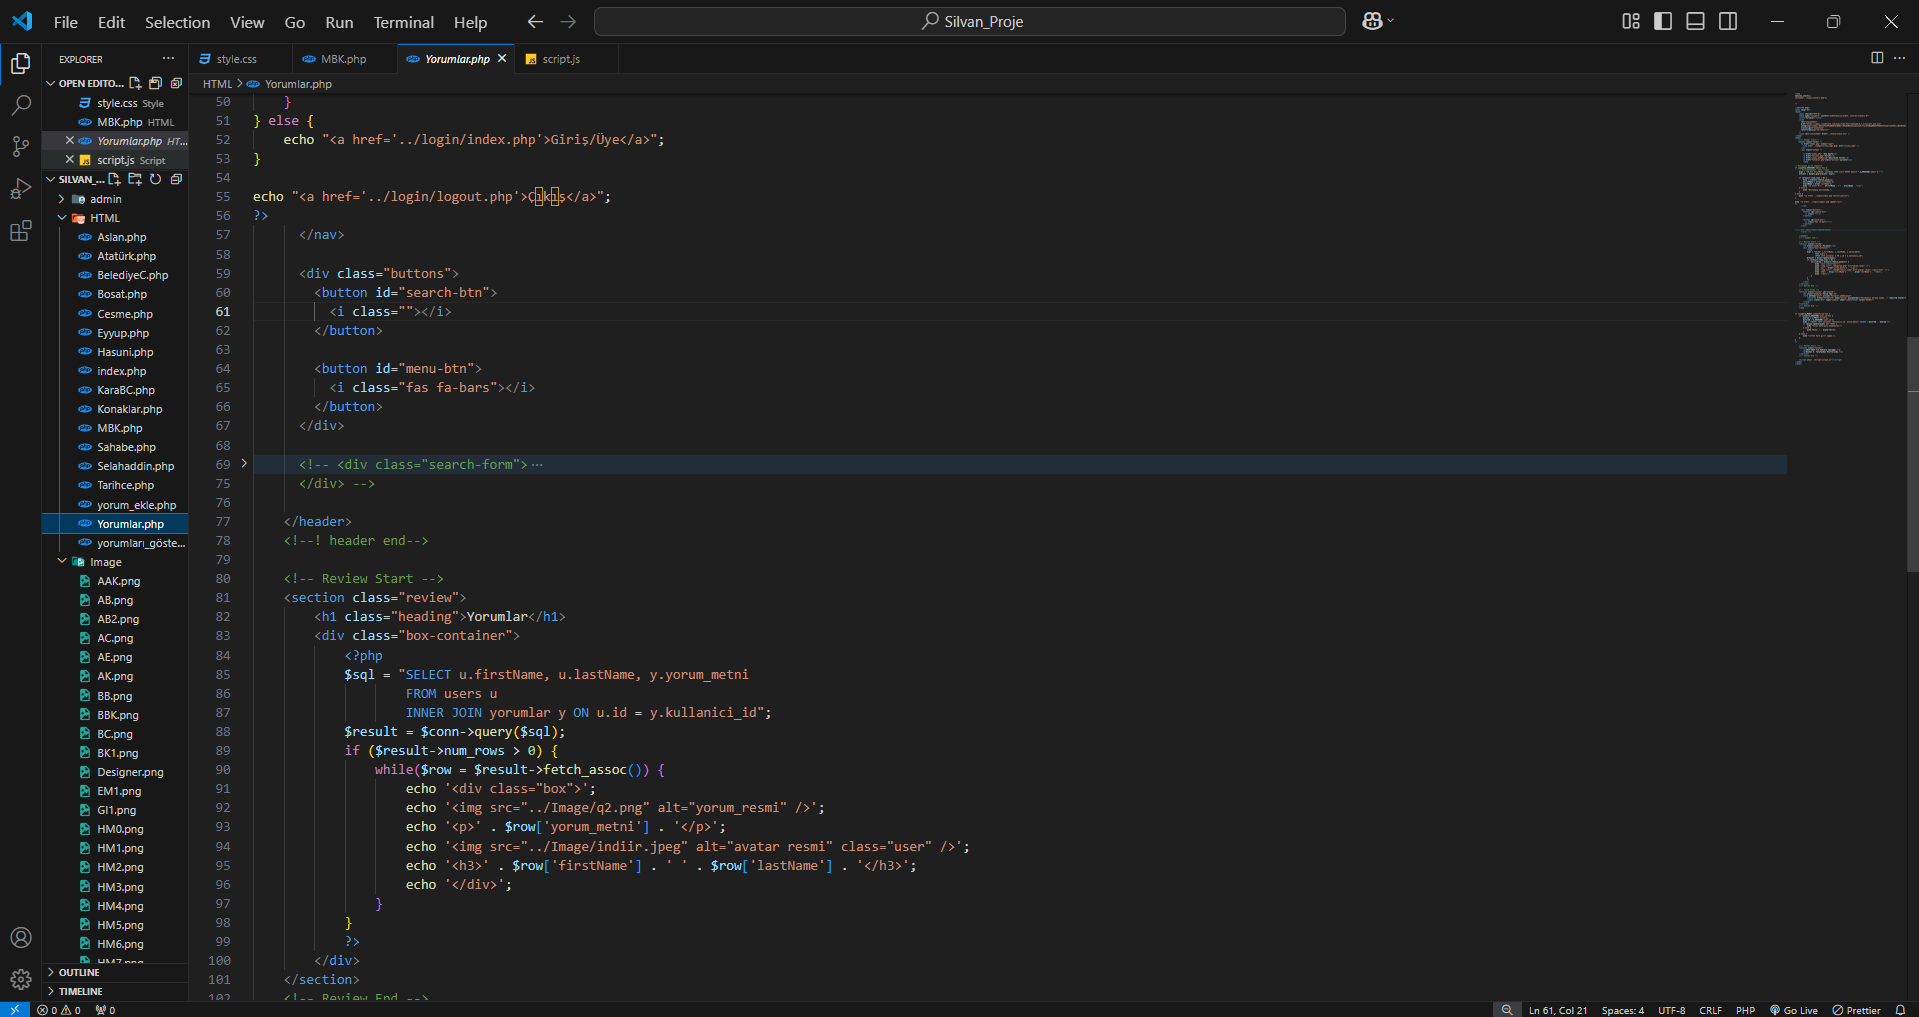 File Edit Selection View Go Run Terminal Help
Silvan_Proje
EXPLORER
style.css
MBK.php
Yorumlar.php
script.js
HTML > Yorumlar.php
OPEN EDITO...
style.css Style
MBK.php HTML
Yorumlar.php HT...
script.js Script
SILVAN_...
admin
HTML
Aslan.php
Atatürk.php
BelediyeC.php
Bosat.php
Cesme.php
Eyyup.php
Hasuni.php
index.php
KaraBC.php
Konaklar.php
MBK.php
Sahabe.php
Selahaddin.php
Tarihce.php
yorum_ekle.php
Yorumlar.php
yorumları_göste...
Image
AAK.png
AB.png
AB2.png
AC.png
AE.png
AK.png
BB.png
BBK.png
BC.png
BK1.png
Designer.png
EM1.png
GI1.png
HM0.png
HM1.png
HM2.png
HM3.png
HM4.png
HM5.png
HM6.png
HM7.png
OUTLINE
TIMELINE
50 }
51 } else {
52 echo "<a href='../login/index.php'>Giriş/Üye</a>";
53 }
54
55 echo "<a href='../login/logout.php'>Çıkış</a>";
56 ?>
57 </nav>
58
59 <div class="buttons">
60 <button id="search-btn">
61 <i class=""></i>
62 </button>
63
64 <button id="menu-btn">
65 <i class="fas fa-bars"></i>
66 </button>
67 </div>
68
69 <!-- <div class="search-form"> ...
75 </div> -->
76
77 </header>
78 <!--! header end-->
79
80 <!-- Review Start -->
81 <section class="review">
82 <h1 class="heading">Yorumlar</h1>
83 <div class="box-container">
84 <?php
85 $sql = "SELECT u.firstName, u.lastName, y.yorum_metni
86 FROM users u
87 INNER JOIN yorumlar y ON u.id = y.kullanici_id";
88 $result = $conn->query($sql);
89 if ($result->num_rows > 0) {
90 while($row = $result->fetch_assoc()) {
91 echo '<div class="box">';
92 echo '<img src="../Image/q2.png" alt="yorum_resmi" />';
93 echo '<p>' . $row['yorum_metni'] . '</p>';
94 echo '<img src="../Image/indiir.jpeg" alt="avatar resmi" class="user" />';
95 echo '<h3>' . $row['firstName'] . ' ' . $row['lastName'] . '</h3>';
96 echo '</div>';
97 }
98 }
99 ?>
100 </div>
101 </section>
102 <!-- Review End -->
0 0 0
Ln 61, Col 21 Spaces: 4 UTF-8 CRLF PHP Go Live Prettier